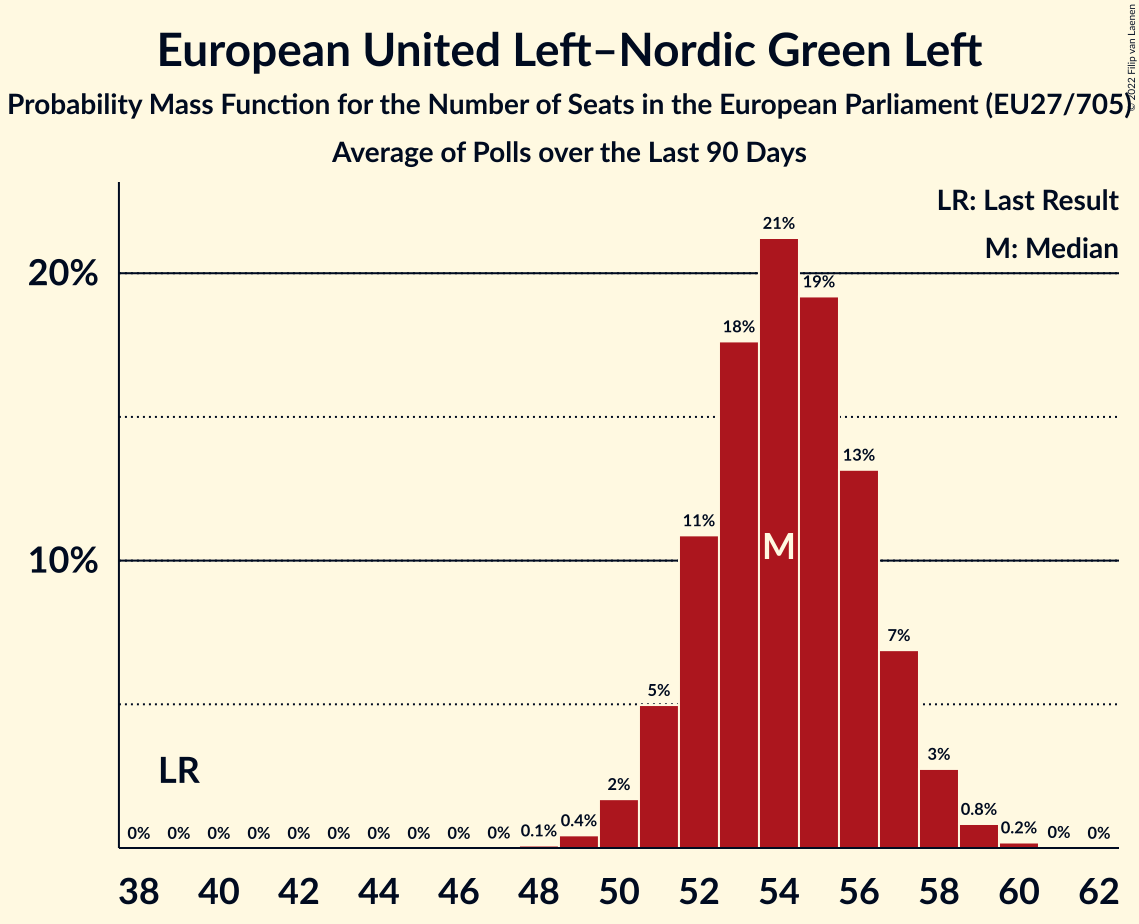 European United Left–Nordic Green Left
Probability Mass Function for the Number of Seats in the European Parliament (EU27/705)
Average of Polls over the Last 90 Days
© 2022 Filip van Laenen
LR: Last Result
M: Median
20%
10%
21%
19%
18%
13%
11%
7%
5%
3%
2%
0.8%
0.4%
0.2%
0.1%
0% 0% 0% 0% 0% 0% 0% 0% 0% 0% 0% 0%
M
LR
38 40 42 44 46 48 50 52 54 56 58 60 62